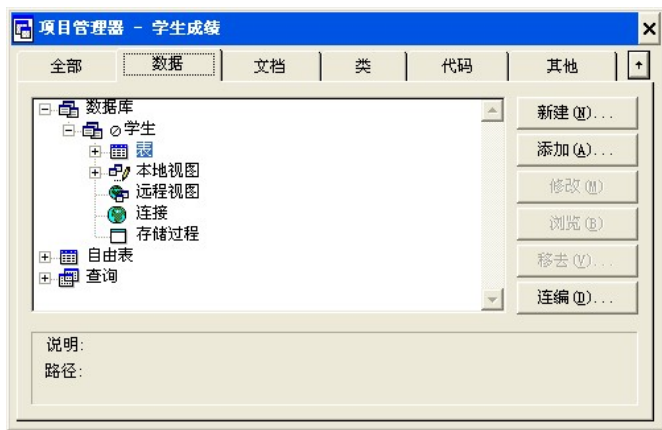 项目管理器 - 学生成绩
全部 数据 文档 类 代码 其他
数据库
学生
表
本地视图
远程视图
连接
存储过程
自由表
查询
新建(N)...
添加(A)...
修改(M)
浏览(B)
移去(V)...
连编(D)...
说明:
路径: